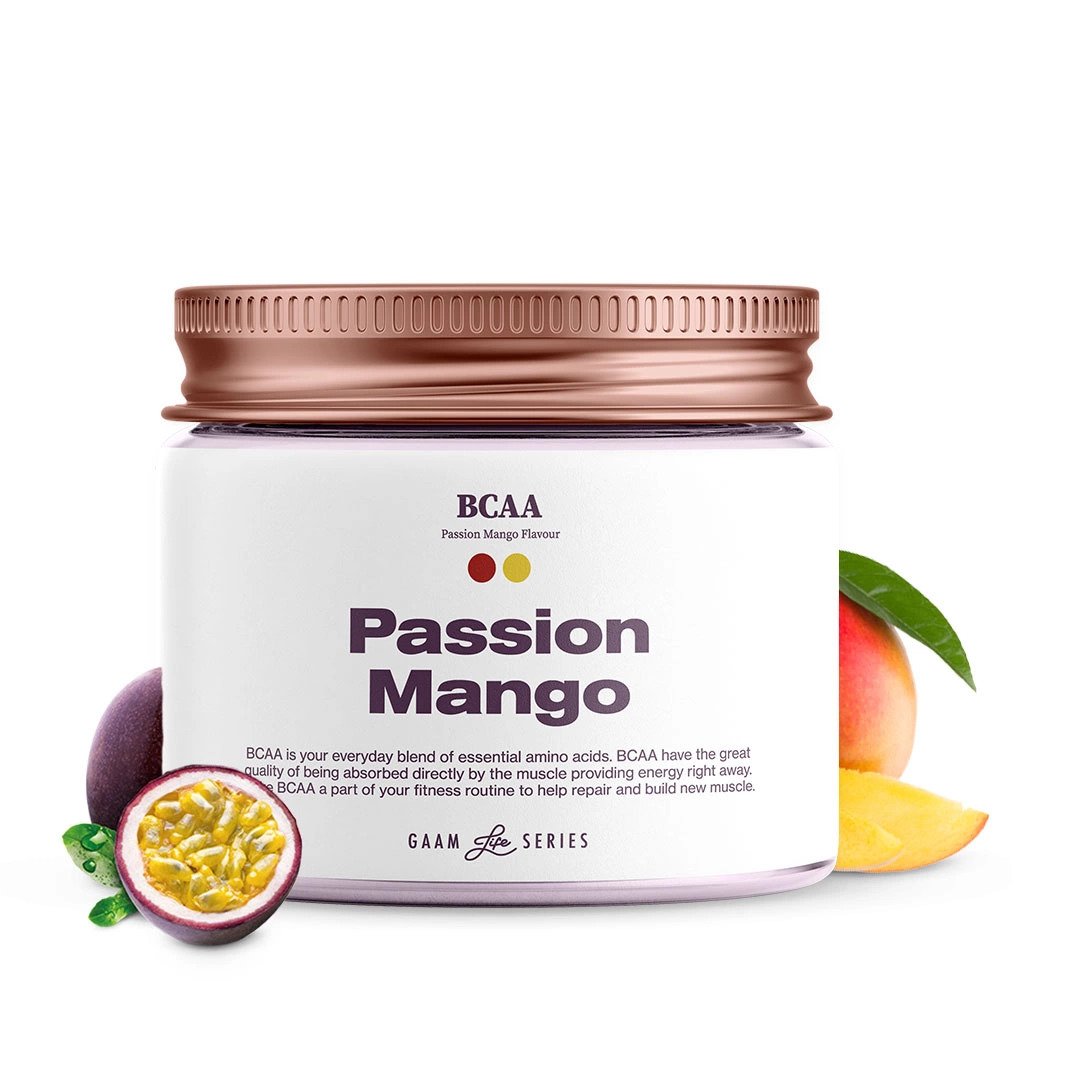 BCAA
Passion Mango Flavour
Passion
Mango
BCAA is your everyday blend of essential amino acids. BCAA have the great
quality of being absorbed directly by the muscle providing energy right away.
BCAA a part of your fitness routine to help repair and build new muscle.
GAAM Life SERIES